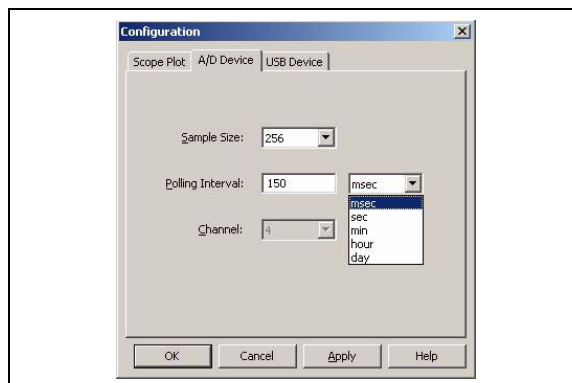 Configuration
Scope Plot A/D Device USB Device
Sample Size: 256
Polling Interval: 150 msec
msec
sec
min
hour
day
Channel: 4
OK Cancel Apply Help